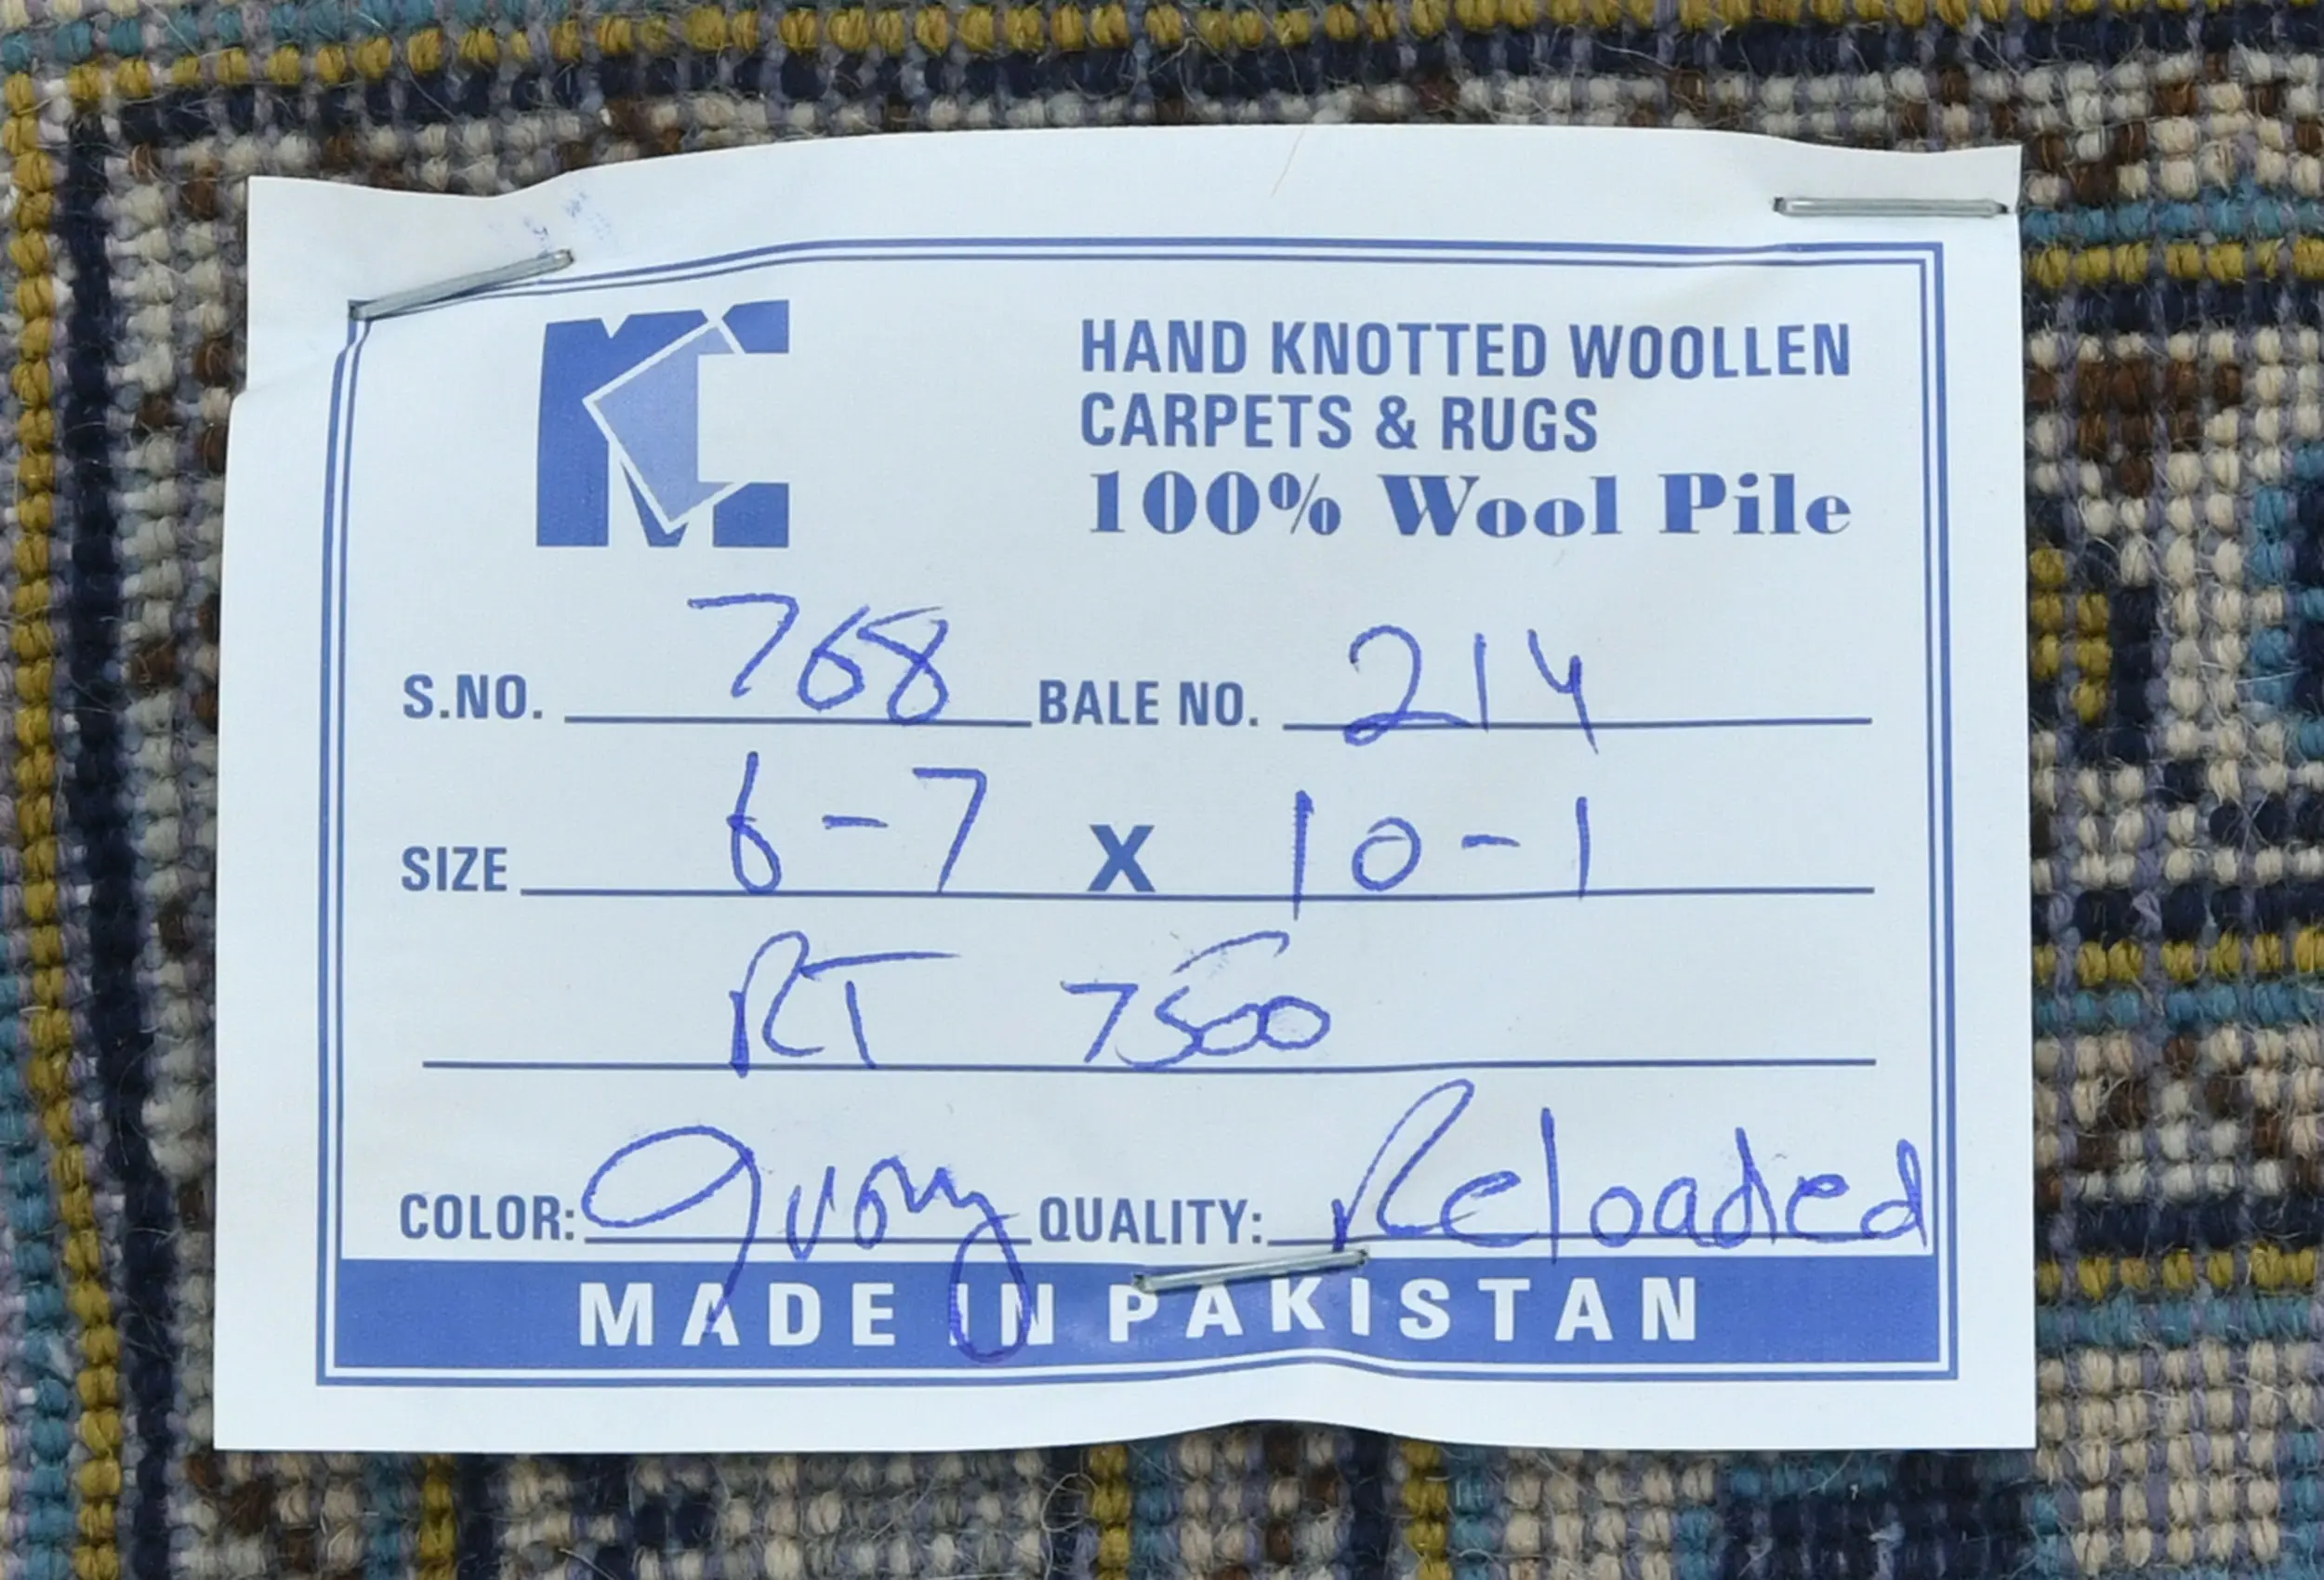 MC
HAND KNOTTED WOOLLEN
CARPETS & RUGS
100% Wool Pile
S.NO. 768 BALE NO. 214
SIZE 6-7 X 10-1
RT 7500
COLOR: Ivory QUALITY: Reloaded
MADE IN PAKISTAN